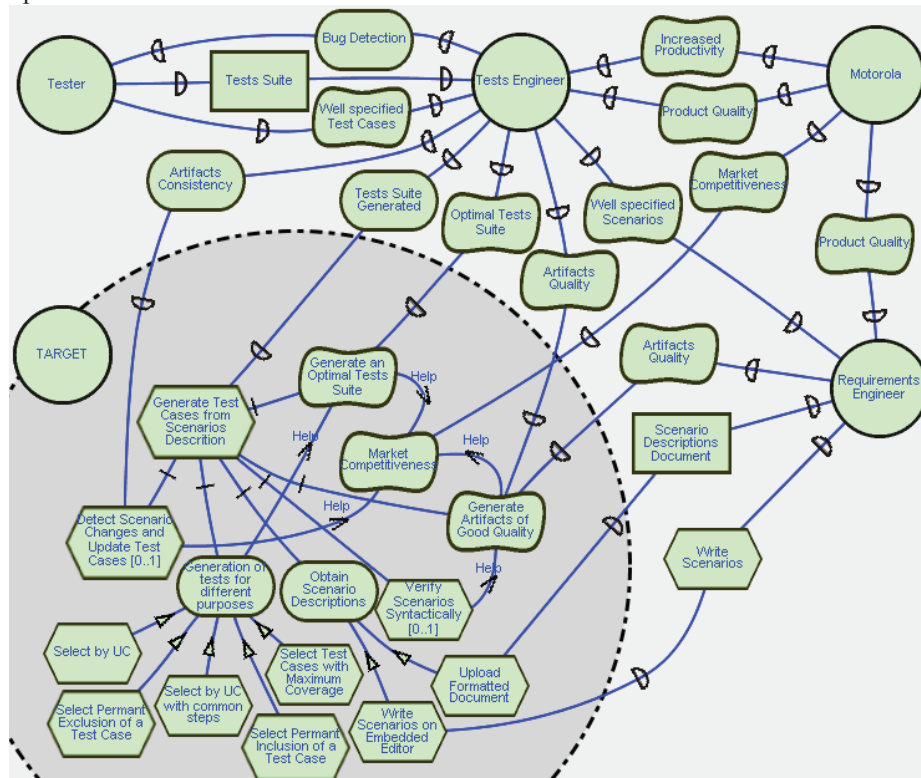 Bug Detection
Increased
Productivity
Tester
Tests Suite
Tests Engineer
Motorola
Well specified
Test Cases
Product Quality
Artifacts
Consistency
Tests Suite
Generated
Optimal Tests
Suite
Well specified
Scenarios
Market
Competitiveness
Product Quality
Artifacts
Quality
TARGET
Generate an
Optimal Tests
Suite
Help
Artifacts
Quality
Requirements
Engineer
Generate Test
Cases from
Scenarios
Descrition
Help
Market
Competitiveness
Help
Scenario
Descriptions
Document
Detect Scenario
Changes and
Update Test
Cases [0..1]
Help
Generate
Artifacts of
Good Quality
Write
Scenarios
Generation of
tests for
different
purposes
Obtain
Scenario
Descriptions
Verify
Scenarios
Syntactically
[0..1]
Help
Select by UC
Select Test
Cases with
Maximum
Coverage
Upload
Formatted
Document
Select Permant
Exclusion of a
Test Case
Select by UC
with common
steps
Select Permant
Inclusion of a
Test Case
Write
Scenarios on
Embedded
Editor